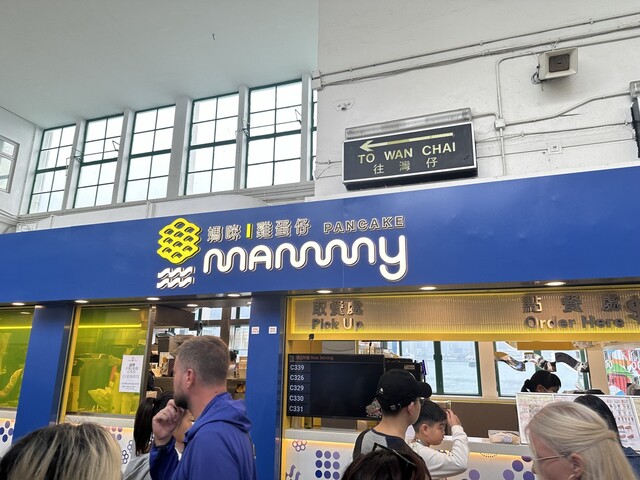 TO WAN CHAI
往灣仔
媽咪 | 雞蛋仔 PANCAKE
mammy
取餐處
Pick Up
點餐處
Order Here
C339
C326
C329
C330
C331